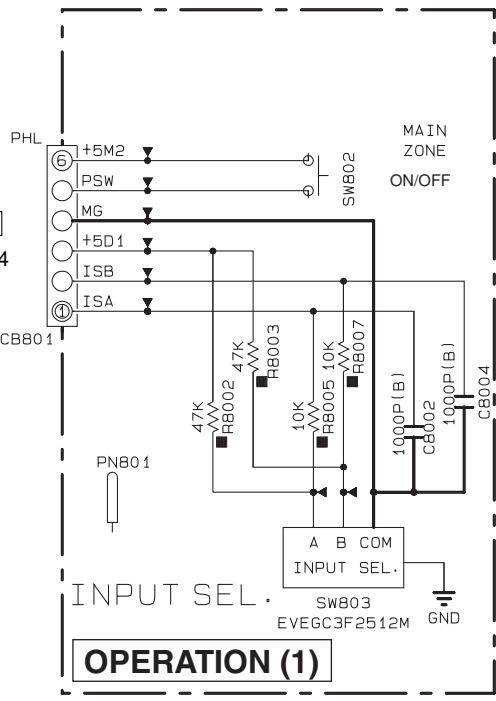 PHL
6
+5M2
PSW
MG
+5D1
ISB
1
ISA
CB801
4
SW802
MAIN
ZONE
ON/OFF
47K
R8002
47K
R8003
10K
R8005
10K
R8007
1000P(B)
C8002
1000P(B)
C8004
PN801
A B COM
INPUT SEL.
INPUT SEL.
SW803
EVEGC3F2512M
GND
OPERATION (1)